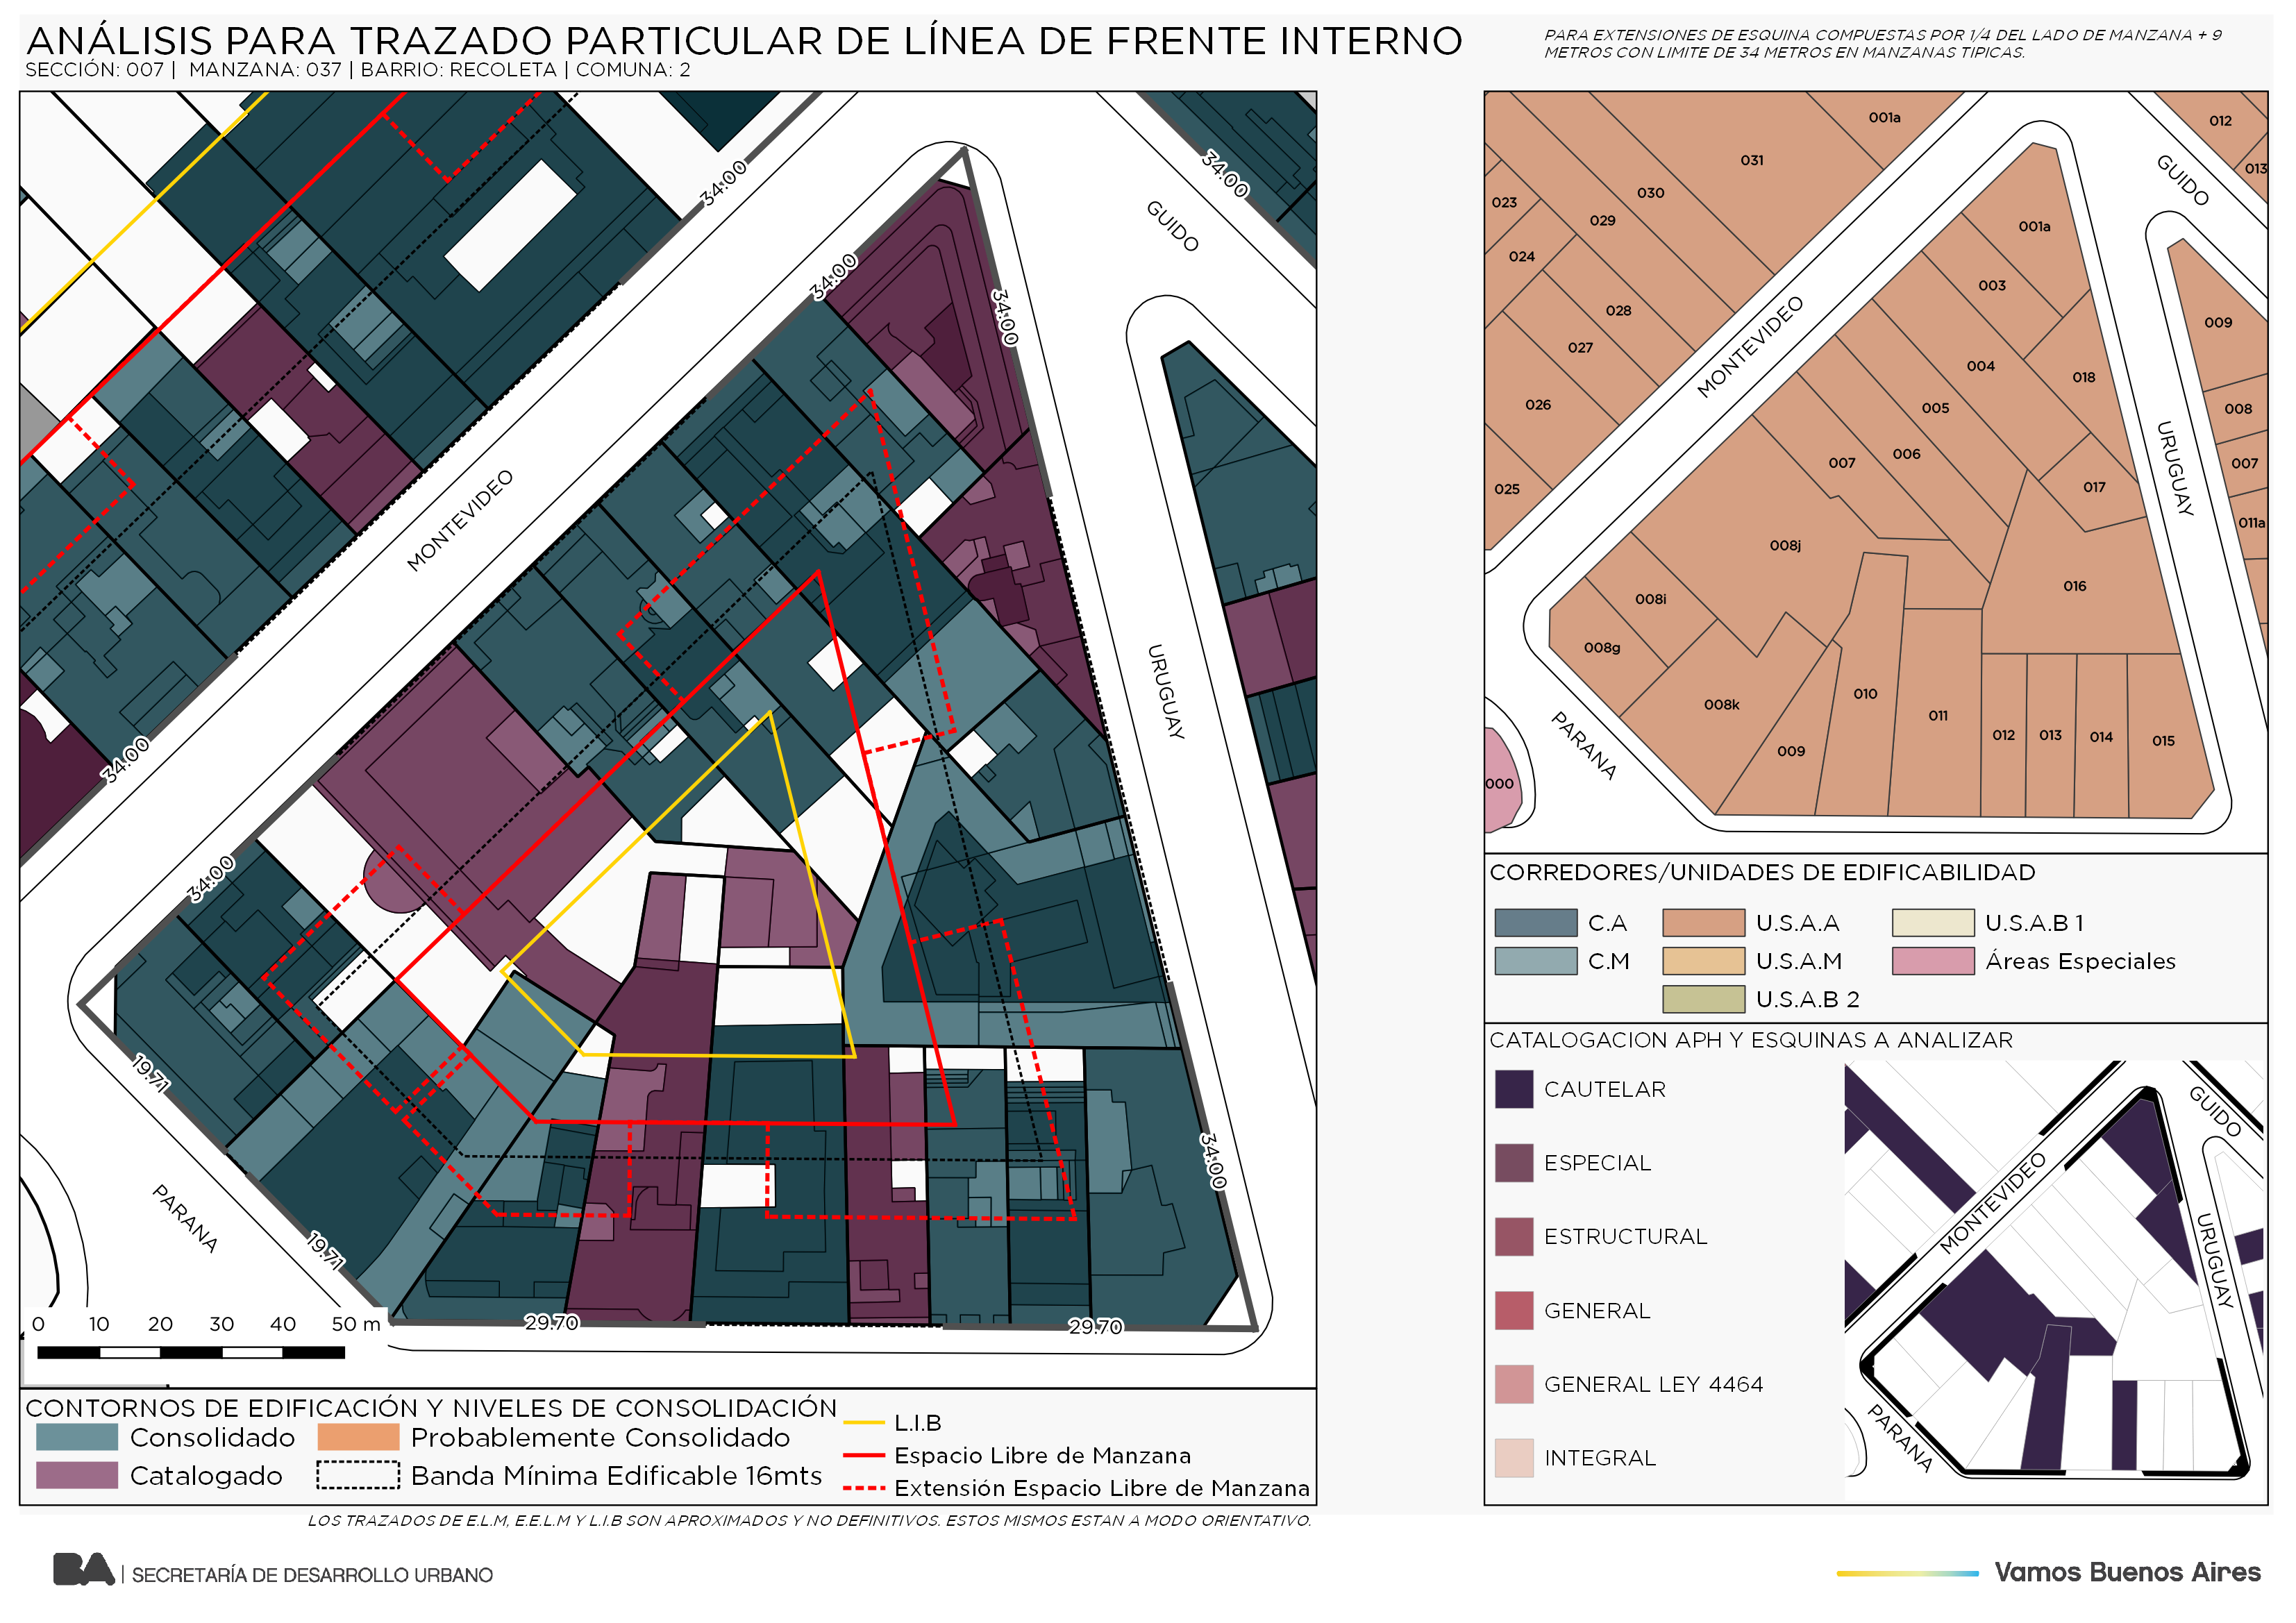 ANÁLISIS PARA TRAZADO PARTICULAR DE LÍNEA DE FRENTE INTERNO
SECCIÓN: 007 | MANZANA: 037 | BARRIO: RECOLETA | COMUNA: 2
PARA EXTENSIONES DE ESQUINA COMPUESTAS POR 1/4 DEL LADO DE MANZANA + 9
METROS CON LIMITE DE 34 METROS EN MANZANAS TIPICAS.
34.00
34.00
GUIDO
34.00
34.00
MONTEVIDEO
URUGUAY
34.00
34.00
19.71
34.00
PARANA
19.71
29.70
29.70
0 10 20 30 40 50 m
CONTORNOS DE EDIFICACIÓN Y NIVELES DE CONSOLIDACIÓN
Consolidado
Probablemente Consolidado
Catalogado
Banda Mínima Edificable 16mts
L.I.B
Espacio Libre de Manzana
Extensión Espacio Libre de Manzana
001a
012
031
013
GUIDO
030
023
029
001a
024
003
028
009
MONTEVIDEO
027
004
018
026
005
008
URUGUAY
006
007
007
025
017
011a
008j
016
008i
008g
010
008k
011
PARANA
009
012
013
014
015
000
CORREDORES/UNIDADES DE EDIFICABILIDAD
C.A
U.S.A.A
U.S.A.B 1
C.M
U.S.A.M
Áreas Especiales
U.S.A.B 2
CATALOGACION APH Y ESQUINAS A ANALIZAR
CAUTELAR
ESPECIAL
ESTRUCTURAL
GENERAL
GENERAL LEY 4464
INTEGRAL
GUIDO
MONTEVIDEO
URUGUAY
PARANA
LOS TRAZADOS DE E.L.M, E.E.L.M Y L.I.B SON APROXIMADOS Y NO DEFINITIVOS. ESTOS MISMOS ESTAN A MODO ORIENTATIVO.
BA | SECRETARÍA DE DESARROLLO URBANO
Vamos Buenos Aires